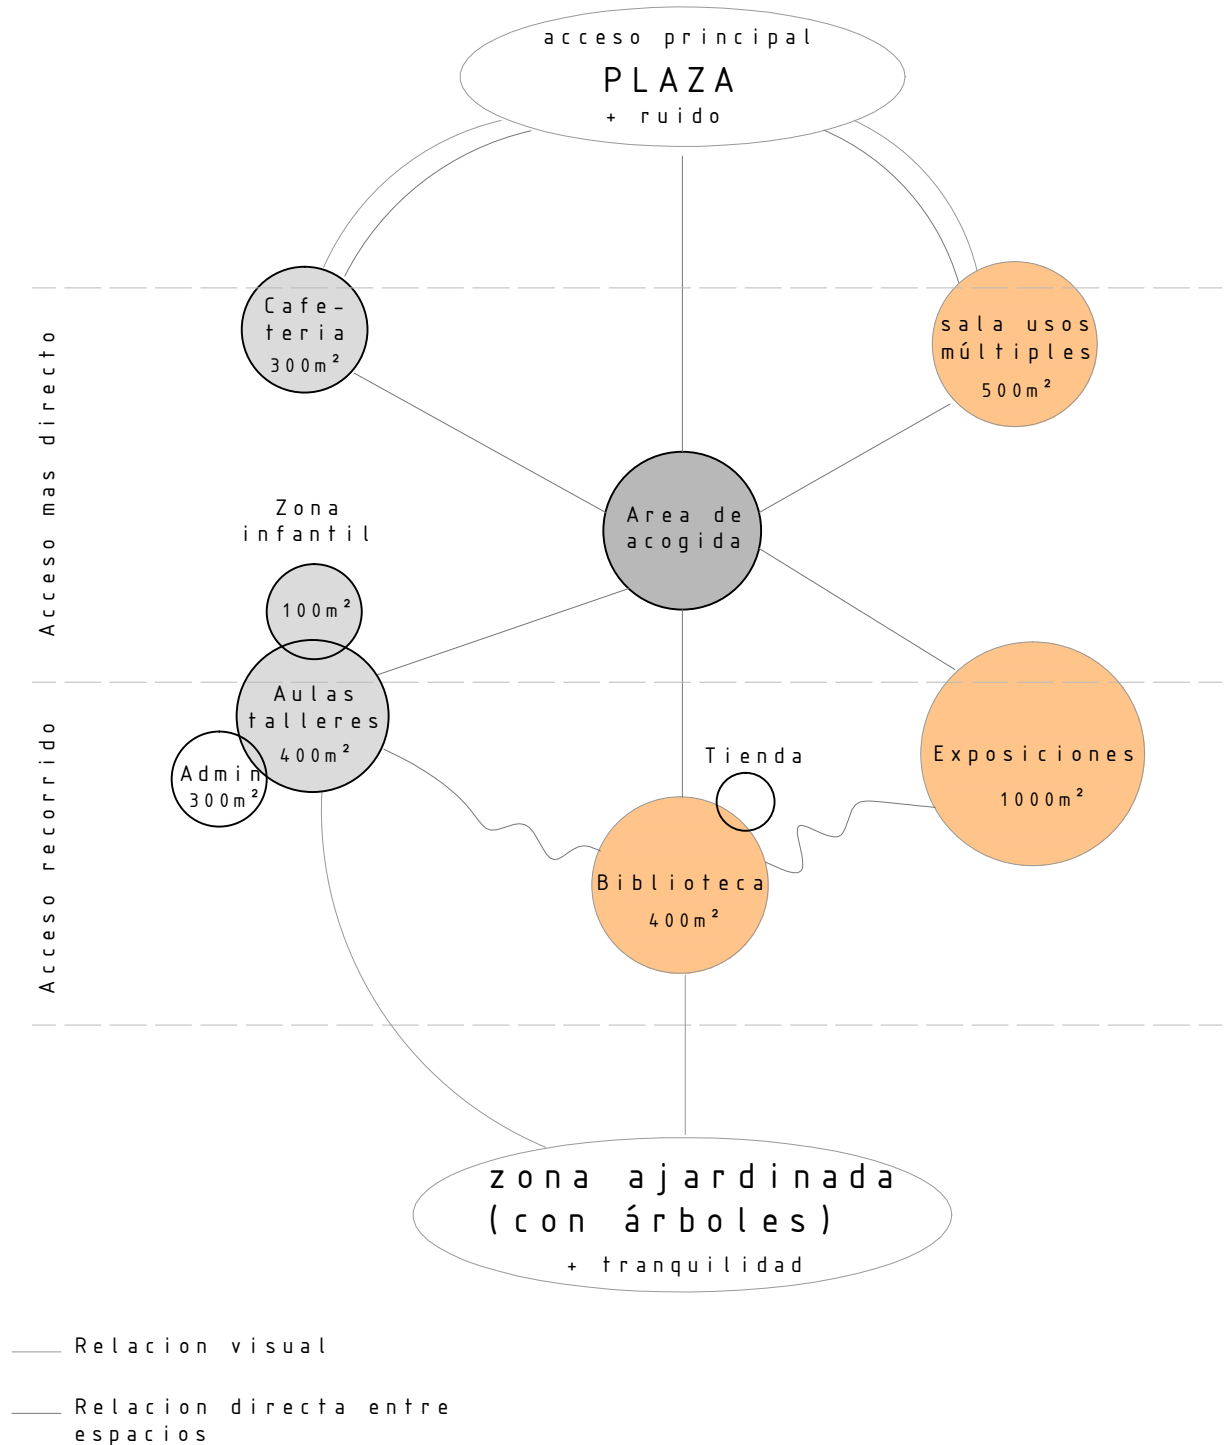 acceso principal
PLAZA
+ ruido
Cafe-
teria
300m²
sala usos
múltiples
500m²
Acceso mas directo
Area de
acogida
Zona
infantil
100m²
Aulas
talleres
400m²
Admin
300m²
Tienda
Exposiciones
1000m²
Acceso recorrido
Biblioteca
400m²
zona ajardinada
(con árboles)
+ tranquilidad
Relacion visual
Relacion directa entre
espacios